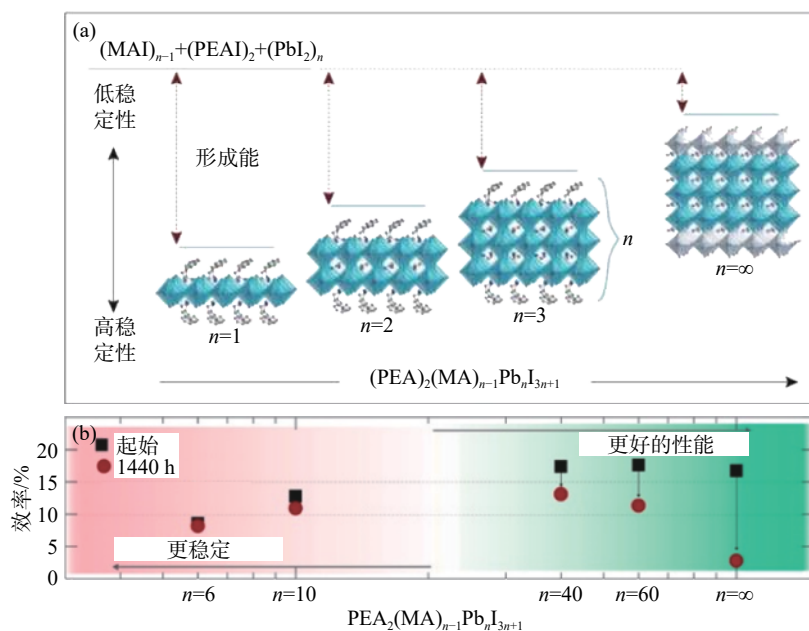 (a)
(MAI)n−1+(PEAI)2+(PbI2)n
低稳
定性
形成能
高稳
定性
n=1
n=2
n=3
n
n=∞
(PEA)2(MA)n−1PbnI3n+1
(b)
起始
1440 h
更好的性能
更稳定
效率/%
20
15
10
5
0
n=6 n=10 n=40 n=60 n=∞
PEA2(MA)n−1PbnI3n+1